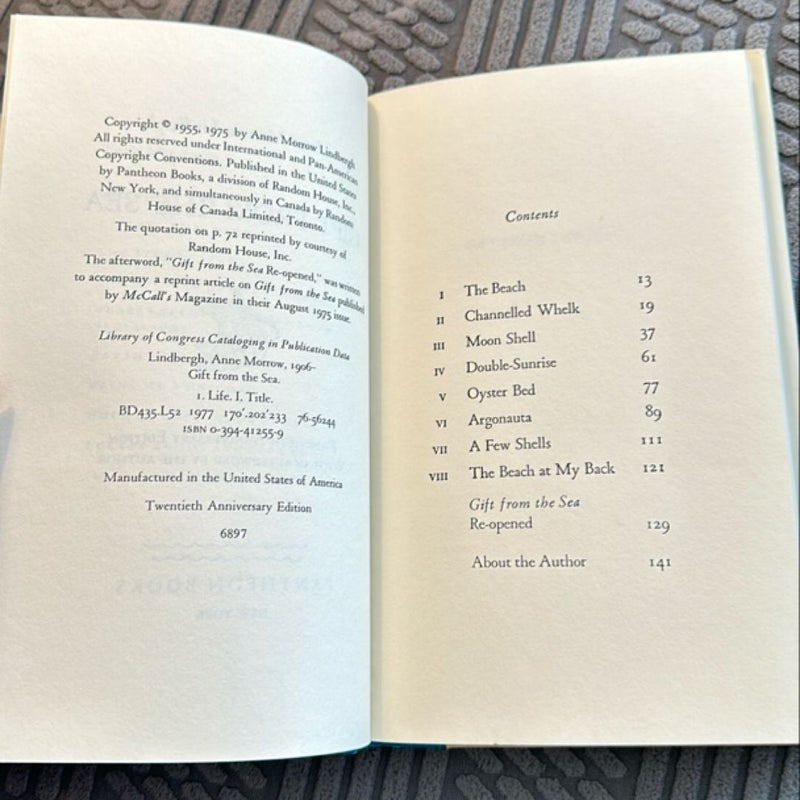 Copyright © 1955, 1975 by Anne Morrow Lindbergh
All rights reserved under International and Pan-American
Copyright Conventions. Published in the United States
by Pantheon Books, a division of Random House, Inc.,
New York, and simultaneously in Canada by Random
House of Canada Limited, Toronto.
The quotation on p. 72 reprinted by courtesy of
Random House, Inc.
The afterword, "Gift from the Sea Re-opened," was written
to accompany a reprint article on Gift from the Sea published
by McCall's Magazine in their August 1975 issue.
Library of Congress Cataloging in Publication Data
Lindbergh, Anne Morrow, 1906–
Gift from the Sea.
1. Life. I. Title.
BD435.L52 1977 170'.202'233 76-56244
ISBN 0-394-41255-9
Manufactured in the United States of America
Twentieth Anniversary Edition
6897
Contents
I The Beach 13
II Channelled Whelk 19
III Moon Shell 37
IV Double-Sunrise 61
V Oyster Bed 77
VI Argonauta 89
VII A Few Shells 111
VIII The Beach at My Back 121
Gift from the Sea
Re-opened 129
About the Author 141